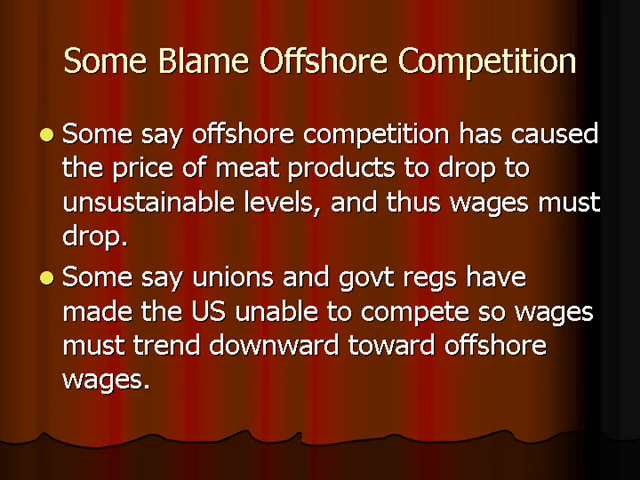 Some Blame Offshore Competition
Some say offshore competition has caused
the price of meat products to drop to
unsustainable levels, and thus wages must
drop.
Some say unions and govt regs have
made the US unable to compete so wages
must trend downward toward offshore
wages.